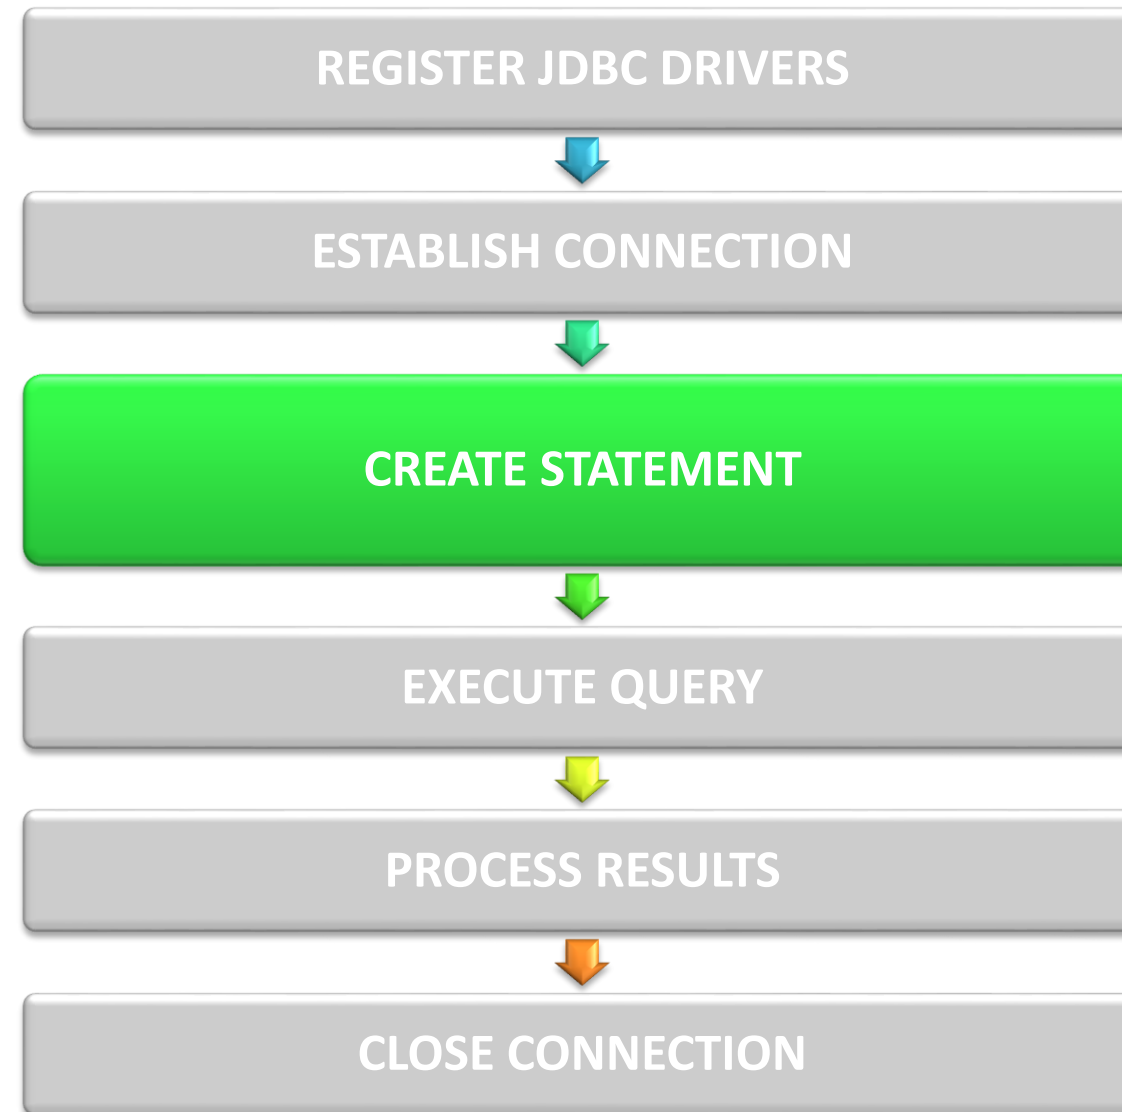 REGISTER JDBC DRIVERS
ESTABLISH CONNECTION
CREATE STATEMENT
EXECUTE QUERY
PROCESS RESULTS
CLOSE CONNECTION